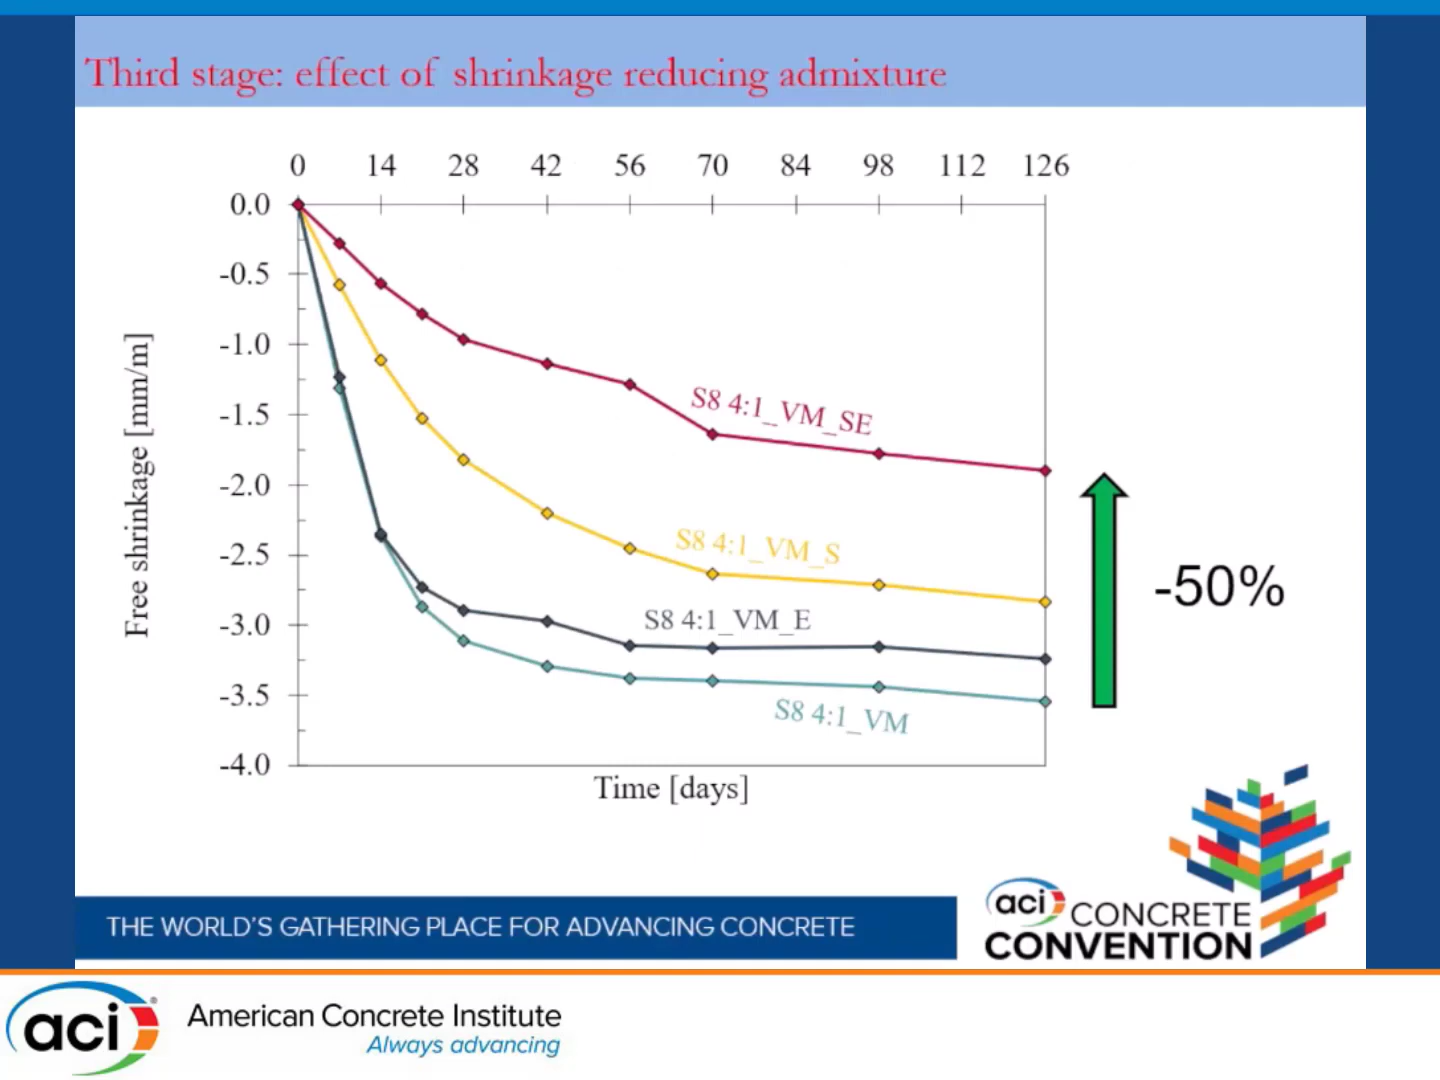 Third stage: effect of shrinkage reducing admixture
0 14 28 42 56 70 84 98 112 126
0.0
-0.5
-1.0
-1.5
-2.0
-2.5
-3.0
-3.5
-4.0
Free shrinkage [mm/m]
S8 4:1_VM_SE
S8 4:1_VM_S
S8 4:1_VM_E
S8 4:1_VM
-50%
Time [days]
THE WORLD'S GATHERING PLACE FOR ADVANCING CONCRETE
aci CONCRETE
CONVENTION
aci
American Concrete Institute
Always advancing